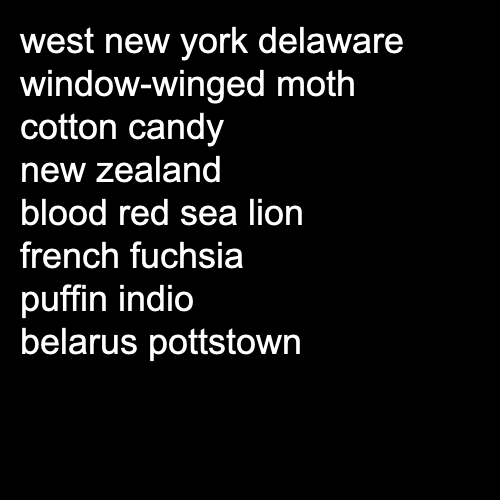 west new york delaware
window-winged moth
cotton candy
new zealand
blood red sea lion
french fuchsia
puffin indio
belarus pottstown